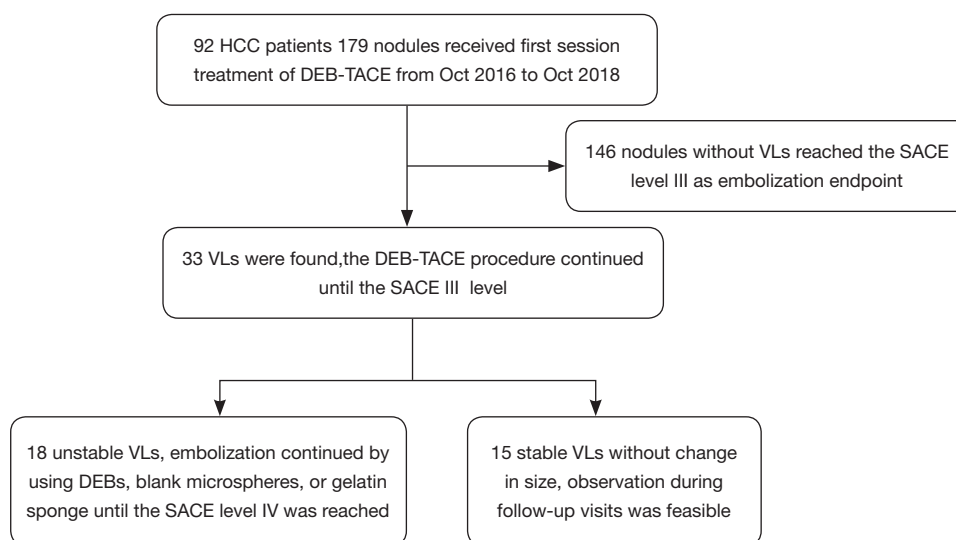 92 HCC patients 179 nodules received first session
treatment of DEB-TACE from Oct 2016 to Oct 2018
146 nodules without VLs reached the SACE
level III as embolization endpoint
33 VLs were found,the DEB-TACE procedure continued
until the SACE III level
18 unstable VLs, embolization continued by
using DEBs, blank microspheres, or gelatin
sponge until the SACE level IV was reached
15 stable VLs without change
in size, observation during
follow-up visits was feasible